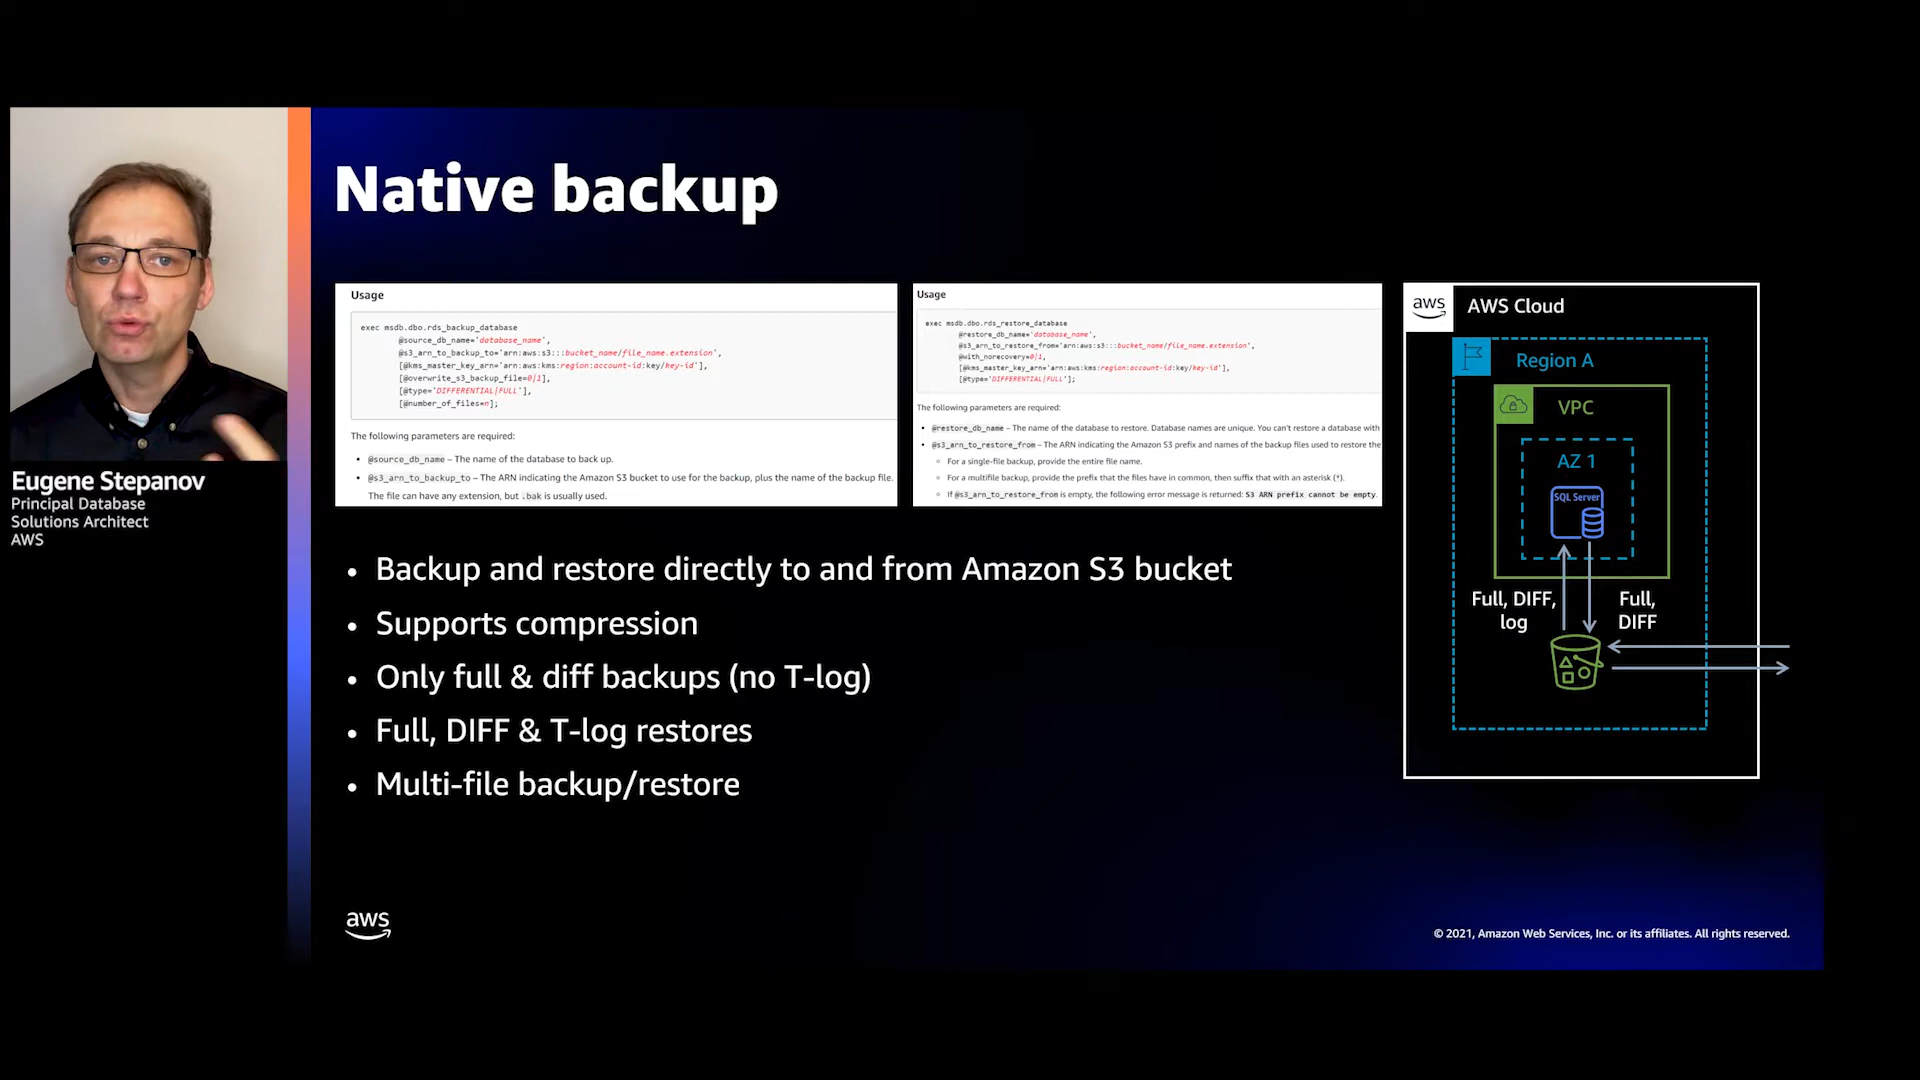 Native backup
Usage
exec msdb.dbo.rds_backup_database
@source_db_name='database_name',
@s3_arn_to_backup_to='arn:aws:s3:::bucket_name/file_name.extension',
[@kms_master_key_arn='arn:aws:kms:region:account-id:key/key-id'],
[@overwrite_s3_backup_file=0|1],
[@type='DIFFERENTIAL|FULL'],
[@number_of_files=n];
The following parameters are required:
• @source_db_name – The name of the database to back up.
• @s3_arn_to_backup_to – The ARN indicating the Amazon S3 bucket to use for the backup, plus the name of the backup file.
The file can have any extension, but .bak is usually used.
Usage
exec msdb.dbo.rds_restore_database
@restore_db_name='database_name',
@s3_arn_to_restore_from='arn:aws:s3:::bucket_name/file_name.extension',
@with_norecovery=0|1,
[@kms_master_key_arn='arn:aws:kms:region:account-id:key/key-id'],
[@type='DIFFERENTIAL|FULL'];
The following parameters are required:
• @restore_db_name – The name of the database to restore. Database names are unique. You can't restore a database with
• @s3_arn_to_restore_from – The ARN indicating the Amazon S3 prefix and names of the backup files used to restore the
◦ For a single-file backup, provide the entire file name.
◦ For a multifile backup, provide the prefix that the files have in common, then suffix that with an asterisk (*).
◦ If @s3_arn_to_restore_from is empty, the following error message is returned: S3 ARN prefix cannot be empty.
aws
AWS Cloud
Region A
VPC
AZ 1
SQL Server
Full, DIFF,
log
Full,
DIFF
Eugene Stepanov
Principal Database
Solutions Architect
AWS
• Backup and restore directly to and from Amazon S3 bucket
• Supports compression
• Only full & diff backups (no T-log)
• Full, DIFF & T-log restores
• Multi-file backup/restore
aws
© 2021, Amazon Web Services, Inc. or its affiliates. All rights reserved.